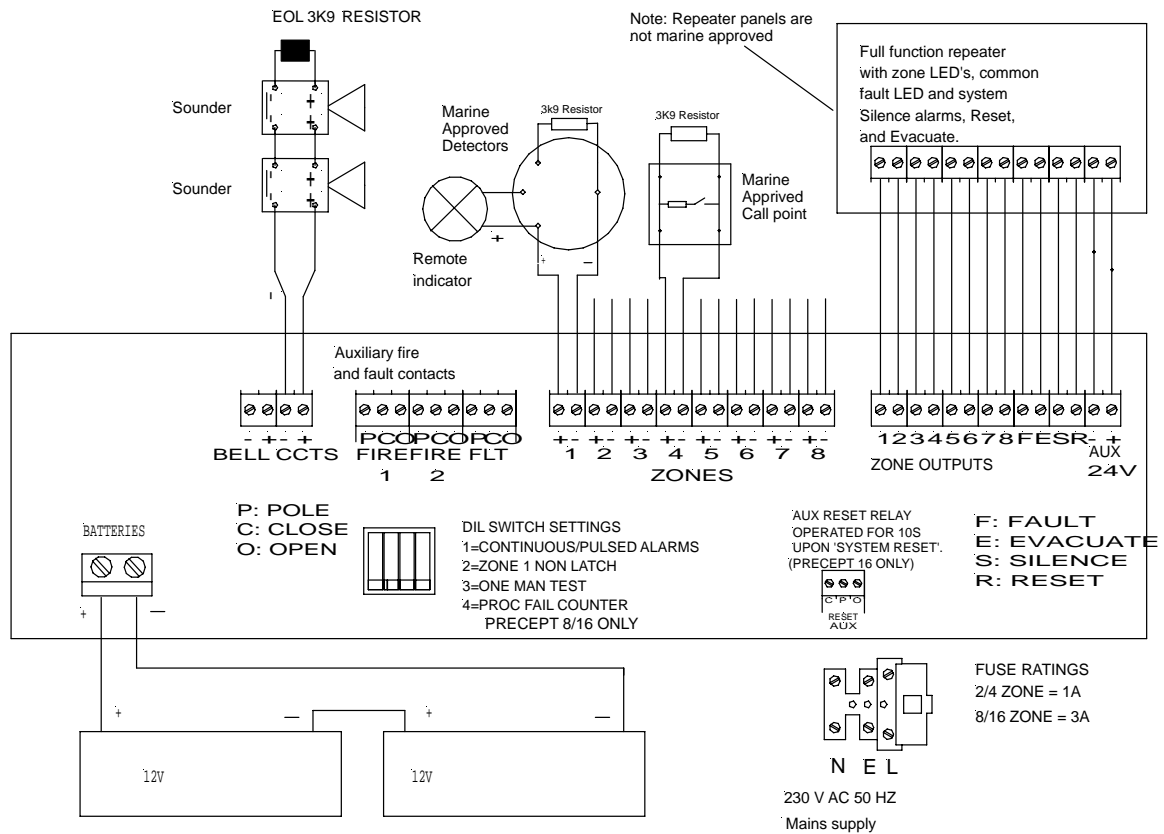 EOL 3K9 RESISTOR
Note: Repeater panels are
not marine approved
Full function repeater
with zone LED's, common
fault LED and system
Silence alarms, Reset,
and Evacuate.
Sounder
Sounder
Marine
Approved
Detectors
3k9 Resistor
3K9 Resistor
Marine
Apprived
Call point
Remote
indicator
+
+ −
Auxiliary fire
and fault contacts
- + - +
BELL CCTS
PCO PCO PCO
FIRE FIRE FLT
1 2
+- +- +- +- +- +- +- +-
1 2 3 4 5 6 7 8
ZONES
1 2 3 4 5 6 7 8 F E S R - +
ZONE OUTPUTS
AUX
24V
P: POLE
C: CLOSE
O: OPEN
BATTERIES
+ −
DIL SWITCH SETTINGS
1=CONTINUOUS/PULSED ALARMS
2=ZONE 1 NON LATCH
3=ONE MAN TEST
4=PROC FAIL COUNTER
PRECEPT 8/16 ONLY
AUX RESET RELAY
OPERATED FOR 10S
UPON 'SYSTEM RESET'.
(PRECEPT 16 ONLY)
C P O
RESET
AUX
F: FAULT
E: EVACUATE
S: SILENCE
R: RESET
+ − + −
12V
12V
FUSE RATINGS
2/4 ZONE = 1A
8/16 ZONE = 3A
N E L
230 V AC 50 HZ
Mains supply